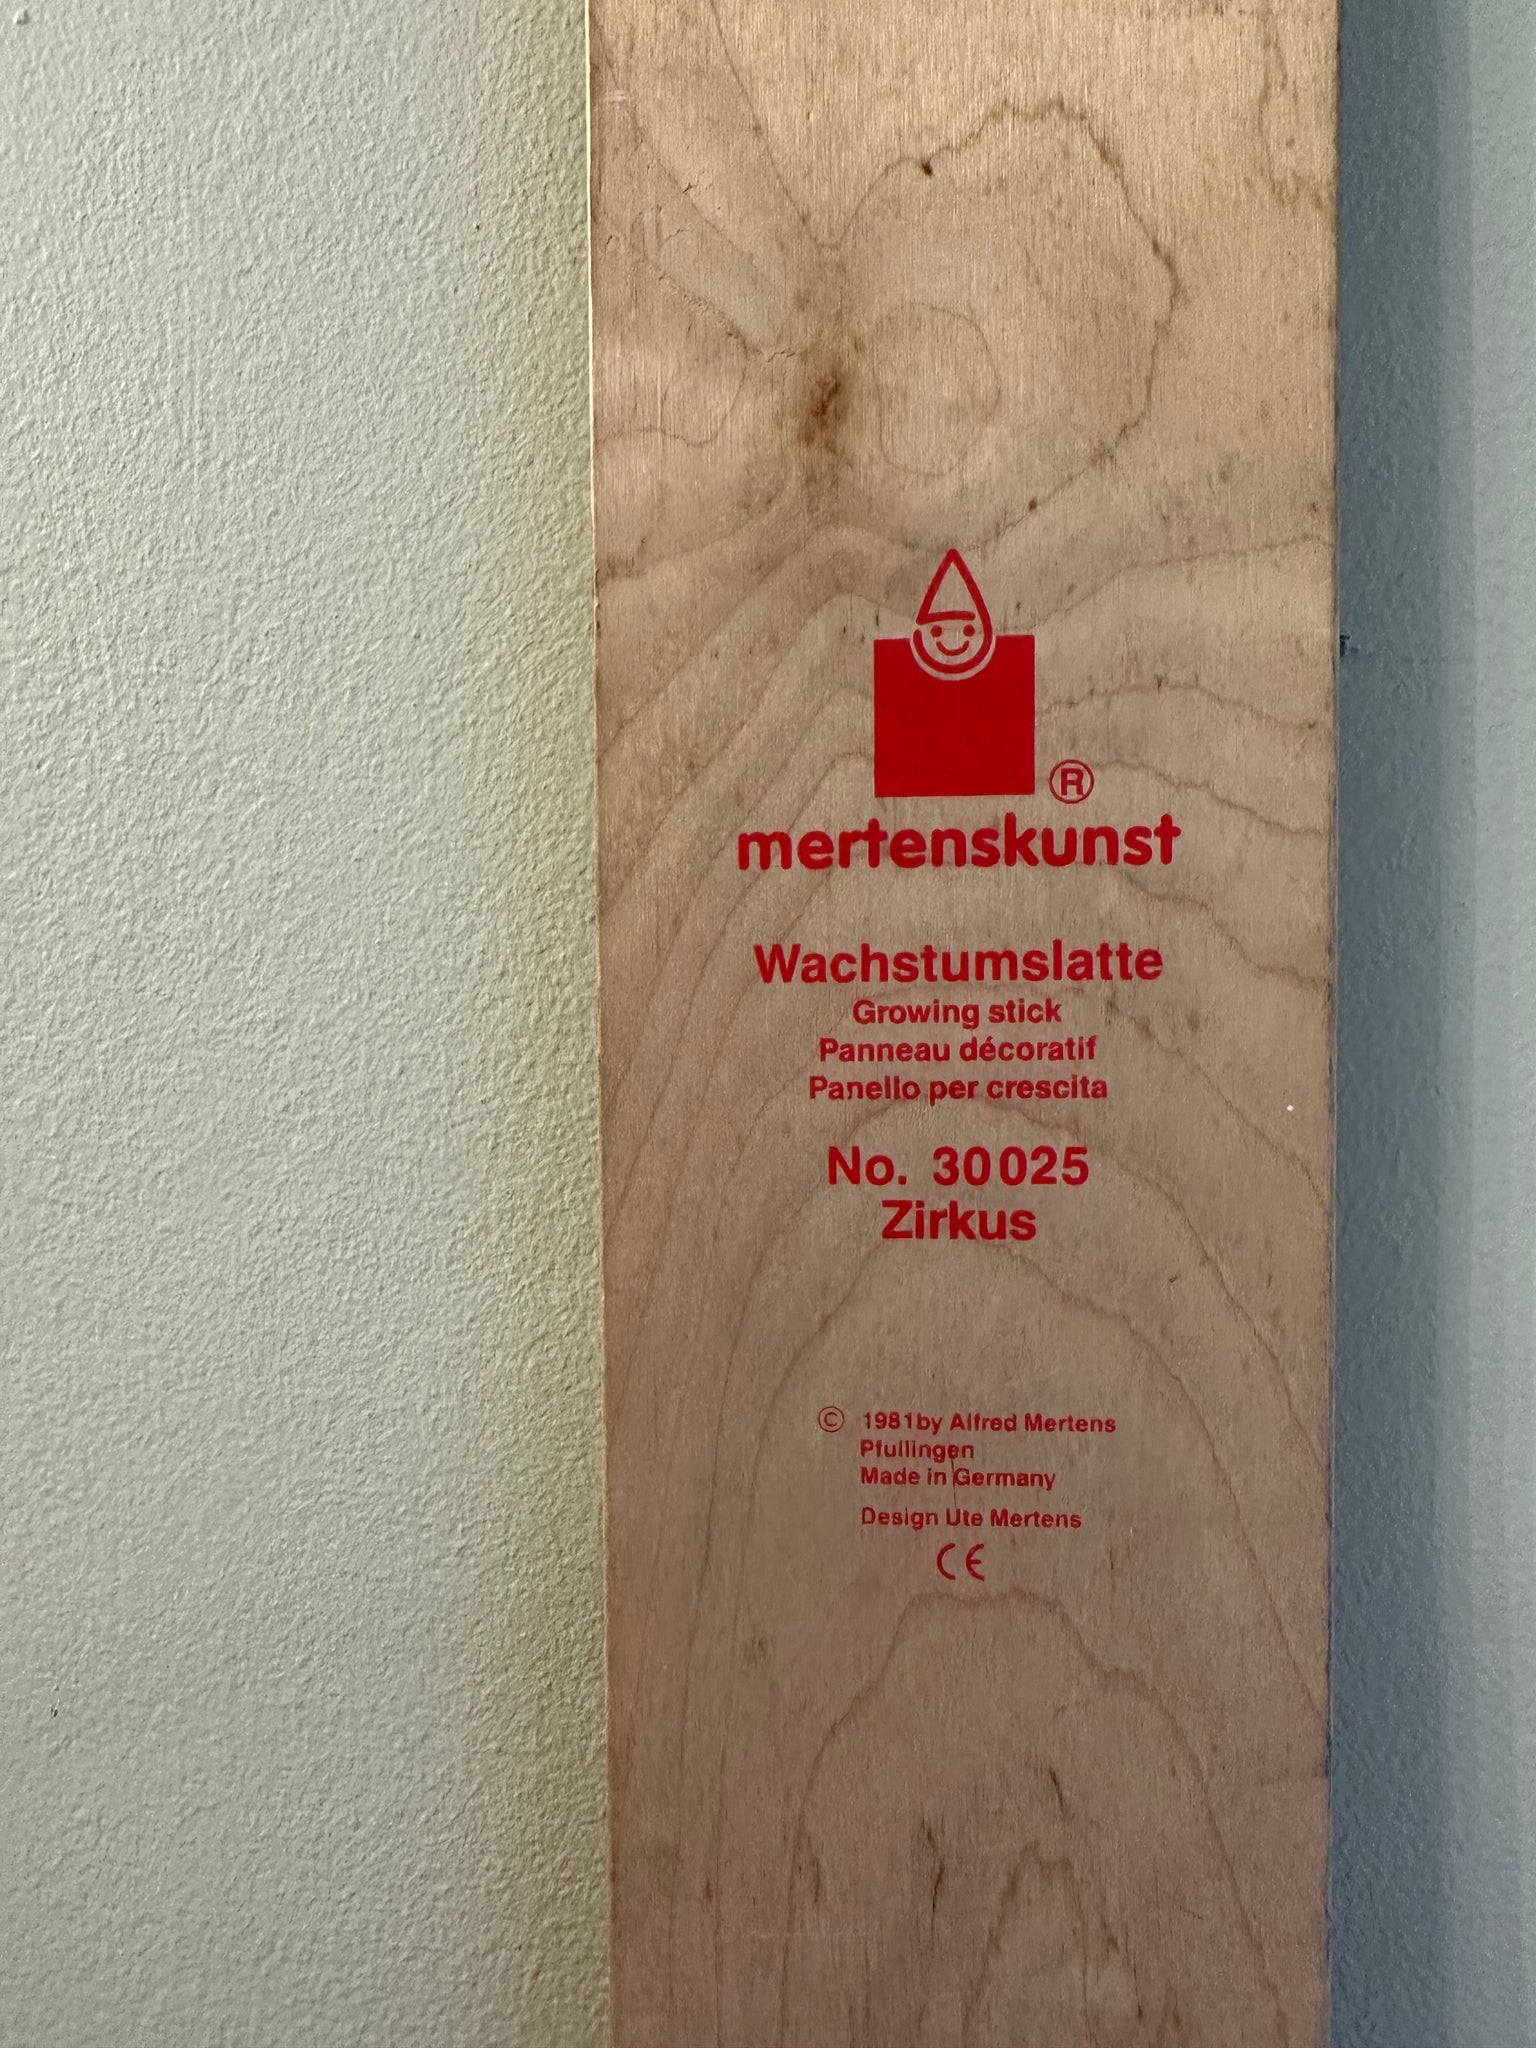 ®
mertenskunst
Wachstumslatte
Growing stick
Panneau décoratif
Panello per crescita
No. 30025
Zirkus
© 1981 by Alfred Mertens
Pfullingen
Made in Germany
Design Ute Mertens
CE